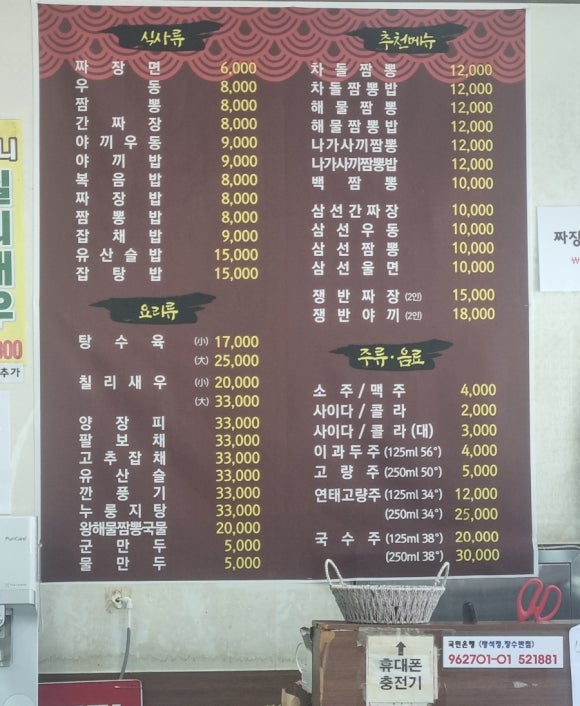 식사류
짜장면 6,000
우동 8,000
짬뽕 8,000
간짜장 8,000
야끼우동 9,000
야끼밥 9,000
복음밥 8,000
짜장밥 8,000
짬뽕밥 8,000
잡채밥 9,000
유산슬밥 15,000
잡탕밥 15,000
요리류
탕수육 (小) 17,000
(大) 25,000
칠리새우 (小) 20,000
(大) 33,000
양장피 33,000
팔보채 33,000
고추잡채 33,000
유산슬 33,000
깐풍기 33,000
누룽지탕 33,000
왕해물짬뽕국물 20,000
군만두 5,000
물만두 5,000
추천메뉴
차돌짬뽕 12,000
차돌짬뽕밥 12,000
해물짬뽕 12,000
해물짬뽕밥 12,000
나가사끼짬뽕 12,000
나가사끼짬뽕밥 12,000
백짬뽕 10,000
삼선간짜장 10,000
삼선우동 10,000
삼선짬뽕 10,000
삼선울면 10,000
쟁반짜장 (2인) 15,000
쟁반야끼 (2인) 18,000
주류·음료
소주/맥주 4,000
사이다/콜라 2,000
사이다/콜라(대) 3,000
이과두주 (125ml 56°) 4,000
고량주 (250ml 50°) 5,000
연태고량주 (125ml 34°) 12,000
(250ml 34°) 25,000
국수주 (125ml 38°) 20,000
(250ml 38°) 30,000
추가
짜장
휴대폰
충전기
국민은행 (방석정,장수반점)
962701-01 521881